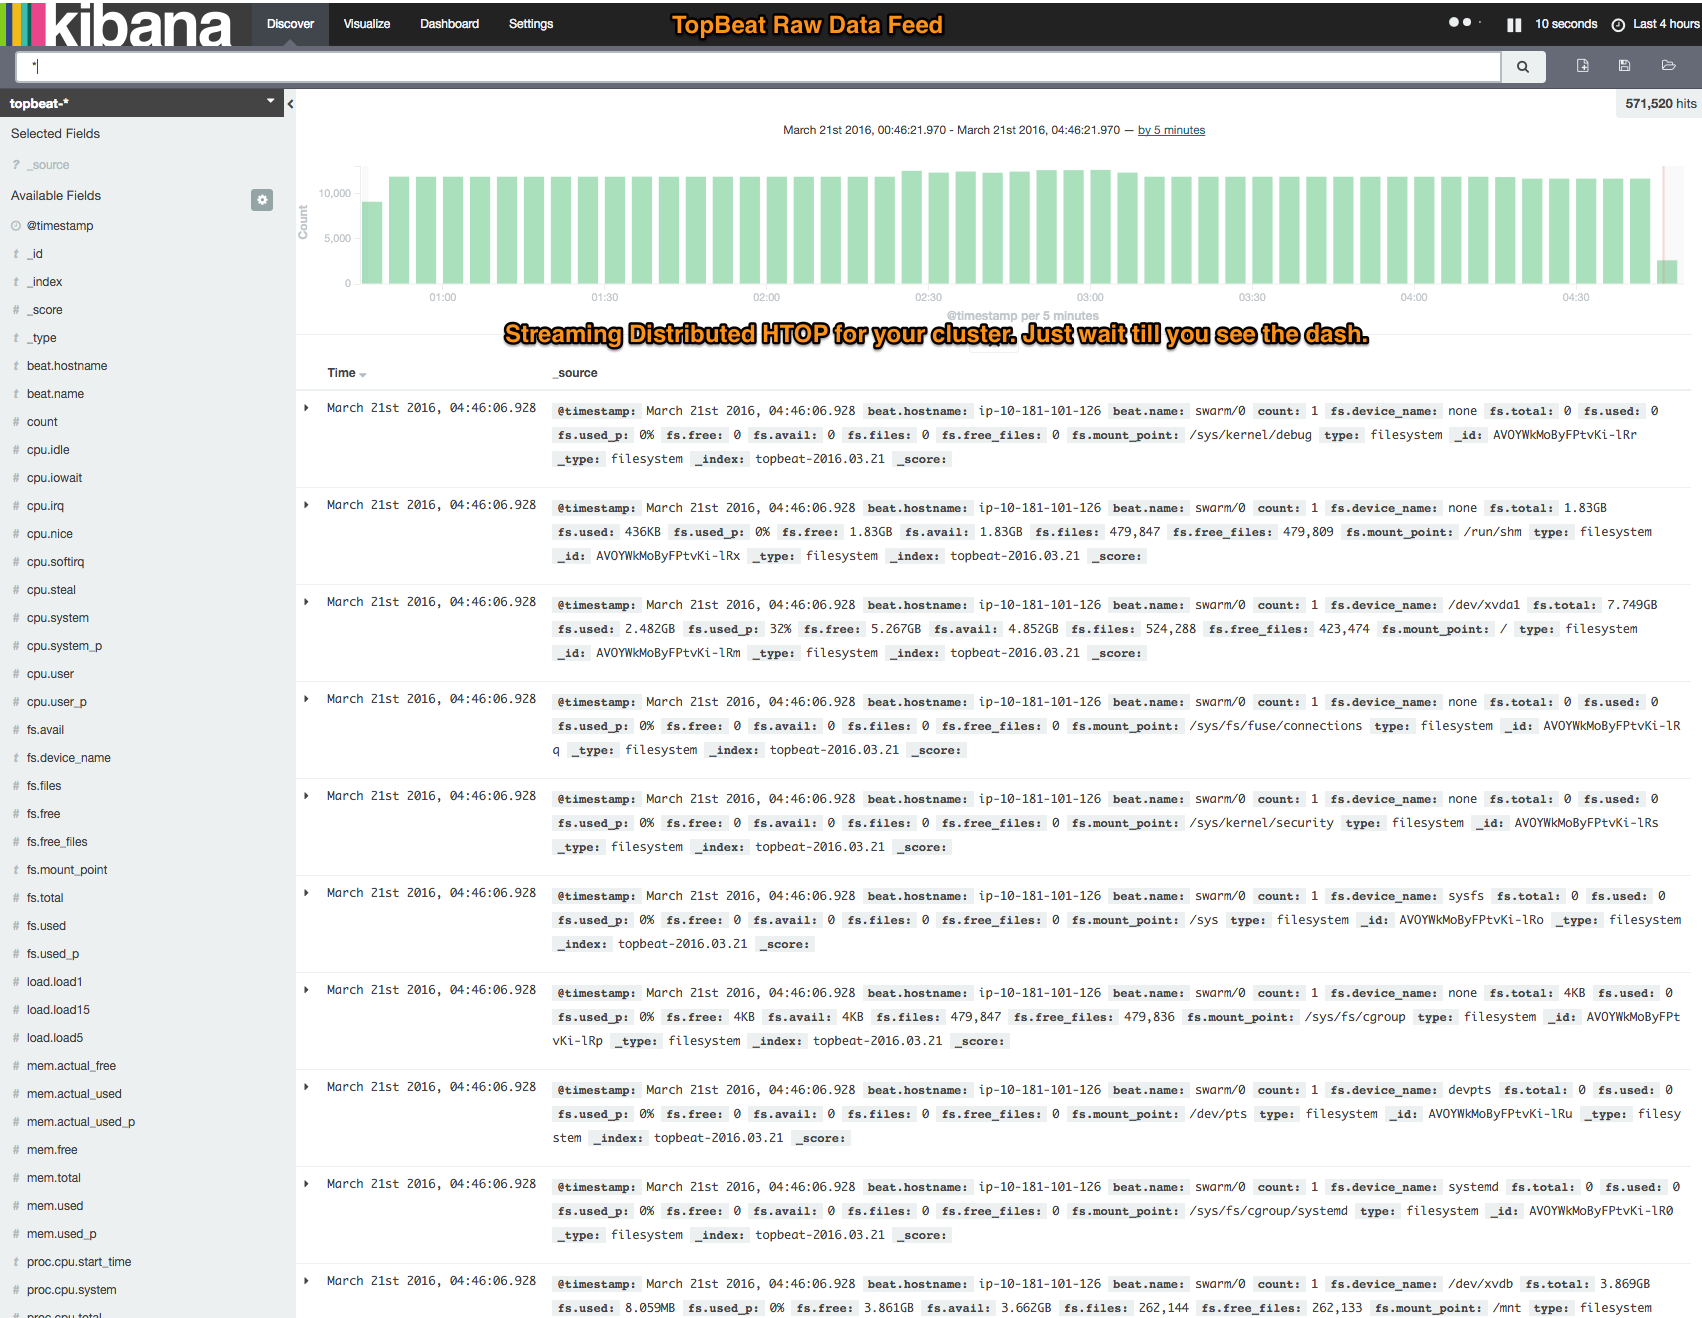 kibana Discover Visualize Dashboard Settings TopBeat Raw Data Feed 10 seconds Last 4 hours
*
topbeat-*
571,520 hits
Selected Fields
? _source
Available Fields
@timestamp
t _id
t _index
# _score
t _type
t beat.hostname
t beat.name
# count
# cpu.idle
# cpu.iowait
# cpu.irq
# cpu.nice
# cpu.softirq
# cpu.steal
# cpu.system
# cpu.system_p
# cpu.user
# cpu.user_p
# fs.avail
t fs.device_name
# fs.files
# fs.free
# fs.free_files
t fs.mount_point
# fs.total
# fs.used
# fs.used_p
# load.load1
# load.load15
# load.load5
# mem.actual_free
# mem.actual_used
# mem.actual_used_p
# mem.free
# mem.total
# mem.used
# mem.used_p
t proc.cpu.start_time
# proc.cpu.system
# proc.cpu.total
March 21st 2016, 00:46:21.970 - March 21st 2016, 04:46:21.970 — by 5 minutes
Count
10,000
5,000
0
01:00 01:30 02:00 02:30 03:00 03:30 04:00 04:30
@timestamp per 5 minutes
Streaming Distributed HTOP for your cluster. Just wait till you see the dash.
Time _source
March 21st 2016, 04:46:06.928 @timestamp: March 21st 2016, 04:46:06.928 beat.hostname: ip-10-181-101-126 beat.name: swarm/0 count: 1 fs.device_name: none fs.total: 0 fs.used: 0
fs.used_p: 0% fs.free: 0 fs.avail: 0 fs.files: 0 fs.free_files: 0 fs.mount_point: /sys/kernel/debug type: filesystem _id: AVOYWkMoByFPtvKi-lRr
_type: filesystem _index: topbeat-2016.03.21 _score:
March 21st 2016, 04:46:06.928 @timestamp: March 21st 2016, 04:46:06.928 beat.hostname: ip-10-181-101-126 beat.name: swarm/0 count: 1 fs.device_name: none fs.total: 1.83GB
fs.used: 436KB fs.used_p: 0% fs.free: 1.83GB fs.avail: 1.83GB fs.files: 479,847 fs.free_files: 479,809 fs.mount_point: /run/shm type: filesystem
_id: AVOYWkMoByFPtvKi-lRx _type: filesystem _index: topbeat-2016.03.21 _score:
March 21st 2016, 04:46:06.928 @timestamp: March 21st 2016, 04:46:06.928 beat.hostname: ip-10-181-101-126 beat.name: swarm/0 count: 1 fs.device_name: /dev/xvda1 fs.total: 7.749GB
fs.used: 2.482GB fs.used_p: 32% fs.free: 5.267GB fs.avail: 4.852GB fs.files: 524,288 fs.free_files: 423,474 fs.mount_point: / type: filesystem
_id: AVOYWkMoByFPtvKi-lRm _type: filesystem _index: topbeat-2016.03.21 _score:
March 21st 2016, 04:46:06.928 @timestamp: March 21st 2016, 04:46:06.928 beat.hostname: ip-10-181-101-126 beat.name: swarm/0 count: 1 fs.device_name: none fs.total: 0 fs.used: 0
fs.used_p: 0% fs.free: 0 fs.avail: 0 fs.files: 0 fs.free_files: 0 fs.mount_point: /sys/fs/fuse/connections type: filesystem _id: AVOYWkMoByFPtvKi-lR
q _type: filesystem _index: topbeat-2016.03.21 _score:
March 21st 2016, 04:46:06.928 @timestamp: March 21st 2016, 04:46:06.928 beat.hostname: ip-10-181-101-126 beat.name: swarm/0 count: 1 fs.device_name: none fs.total: 0 fs.used: 0
fs.used_p: 0% fs.free: 0 fs.avail: 0 fs.files: 0 fs.free_files: 0 fs.mount_point: /sys/kernel/security type: filesystem _id: AVOYWkMoByFPtvKi-lRs
_type: filesystem _index: topbeat-2016.03.21 _score:
March 21st 2016, 04:46:06.928 @timestamp: March 21st 2016, 04:46:06.928 beat.hostname: ip-10-181-101-126 beat.name: swarm/0 count: 1 fs.device_name: sysfs fs.total: 0 fs.used: 0
fs.used_p: 0% fs.free: 0 fs.avail: 0 fs.files: 0 fs.free_files: 0 fs.mount_point: /sys type: filesystem _id: AVOYWkMoByFPtvKi-lRo _type: filesystem
_index: topbeat-2016.03.21 _score:
March 21st 2016, 04:46:06.928 @timestamp: March 21st 2016, 04:46:06.928 beat.hostname: ip-10-181-101-126 beat.name: swarm/0 count: 1 fs.device_name: none fs.total: 4KB fs.used: 0
fs.used_p: 0% fs.free: 4KB fs.avail: 4KB fs.files: 479,847 fs.free_files: 479,836 fs.mount_point: /sys/fs/cgroup type: filesystem _id: AVOYWkMoByFPt
vKi-lRp _type: filesystem _index: topbeat-2016.03.21 _score:
March 21st 2016, 04:46:06.928 @timestamp: March 21st 2016, 04:46:06.928 beat.hostname: ip-10-181-101-126 beat.name: swarm/0 count: 1 fs.device_name: devpts fs.total: 0 fs.used: 0
fs.used_p: 0% fs.free: 0 fs.avail: 0 fs.files: 0 fs.free_files: 0 fs.mount_point: /dev/pts type: filesystem _id: AVOYWkMoByFPtvKi-lRu _type: filesy
stem _index: topbeat-2016.03.21 _score:
March 21st 2016, 04:46:06.928 @timestamp: March 21st 2016, 04:46:06.928 beat.hostname: ip-10-181-101-126 beat.name: swarm/0 count: 1 fs.device_name: systemd fs.total: 0 fs.used: 0
fs.used_p: 0% fs.free: 0 fs.avail: 0 fs.files: 0 fs.free_files: 0 fs.mount_point: /sys/fs/cgroup/systemd type: filesystem _id: AVOYWkMoByFPtvKi-lR0
_type: filesystem _index: topbeat-2016.03.21 _score:
March 21st 2016, 04:46:06.928 @timestamp: March 21st 2016, 04:46:06.928 beat.hostname: ip-10-181-101-126 beat.name: swarm/0 count: 1 fs.device_name: /dev/xvdb fs.total: 3.869GB
fs.used: 8.059MB fs.used_p: 0% fs.free: 3.861GB fs.avail: 3.662GB fs.files: 262,144 fs.free_files: 262,133 fs.mount_point: /mnt type: filesystem